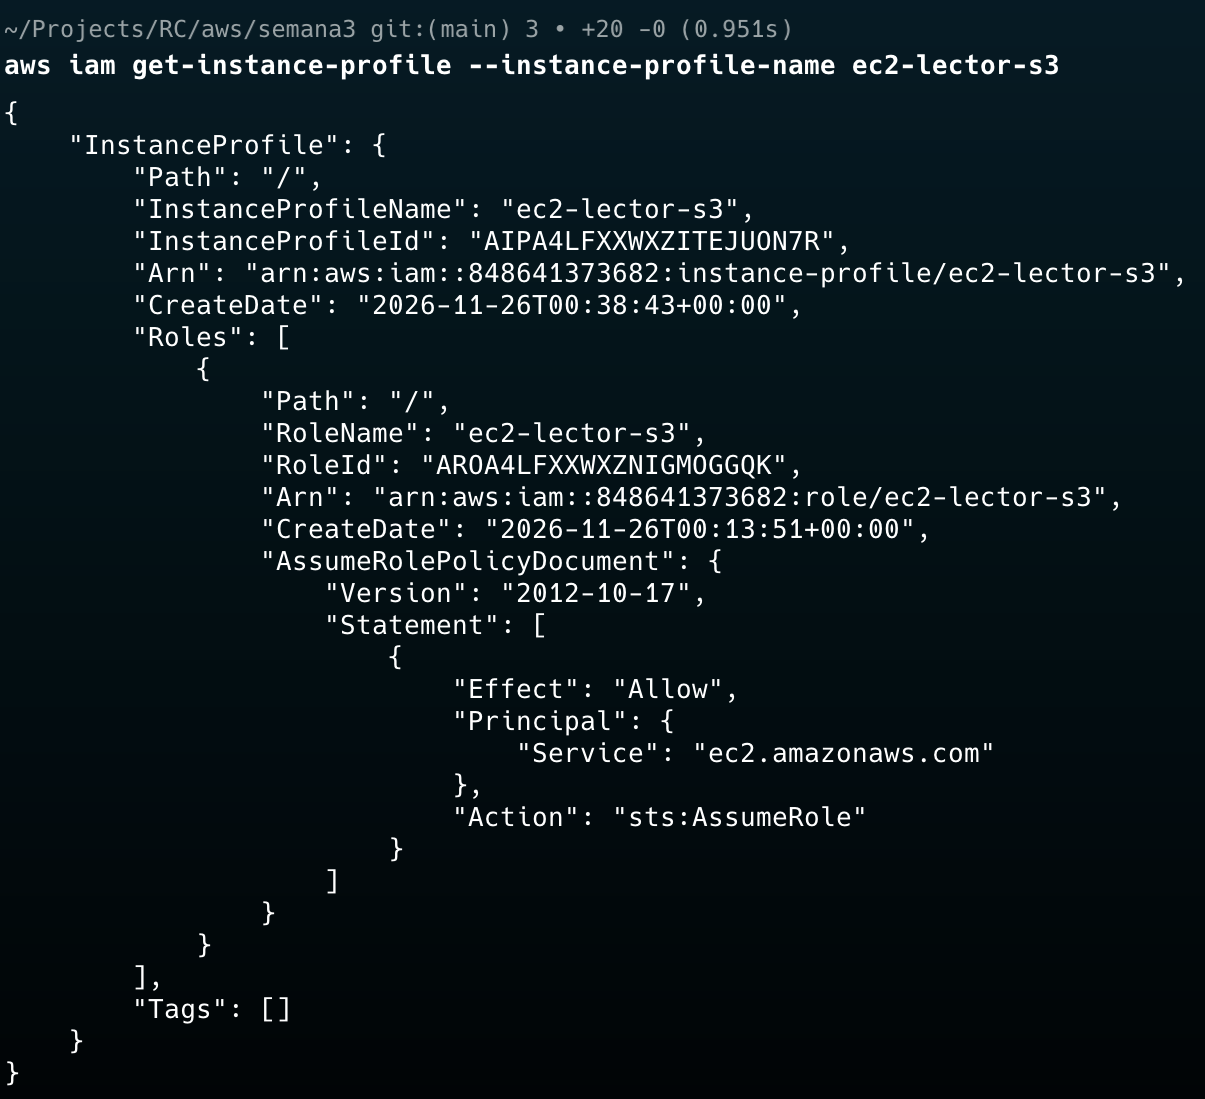 ~/Projects/RC/aws/semana3 git:(main) 3 • +20 -0 (0.951s)
aws iam get-instance-profile --instance-profile-name ec2-lector-s3
{
    "InstanceProfile": {
        "Path": "/",
        "InstanceProfileName": "ec2-lector-s3",
        "InstanceProfileId": "AIPA4LFXXWXZITEJUON7R",
        "Arn": "arn:aws:iam::848641373682:instance-profile/ec2-lector-s3",
        "CreateDate": "2026-11-26T00:38:43+00:00",
        "Roles": [
            {
                "Path": "/",
                "RoleName": "ec2-lector-s3",
                "RoleId": "AROA4LFXXWXZNIGMOGGQK",
                "Arn": "arn:aws:iam::848641373682:role/ec2-lector-s3",
                "CreateDate": "2026-11-26T00:13:51+00:00",
                "AssumeRolePolicyDocument": {
                    "Version": "2012-10-17",
                    "Statement": [
                        {
                            "Effect": "Allow",
                            "Principal": {
                                "Service": "ec2.amazonaws.com"
                            },
                            "Action": "sts:AssumeRole"
                        }
                    ]
                }
            }
        ],
        "Tags": []
    }
}